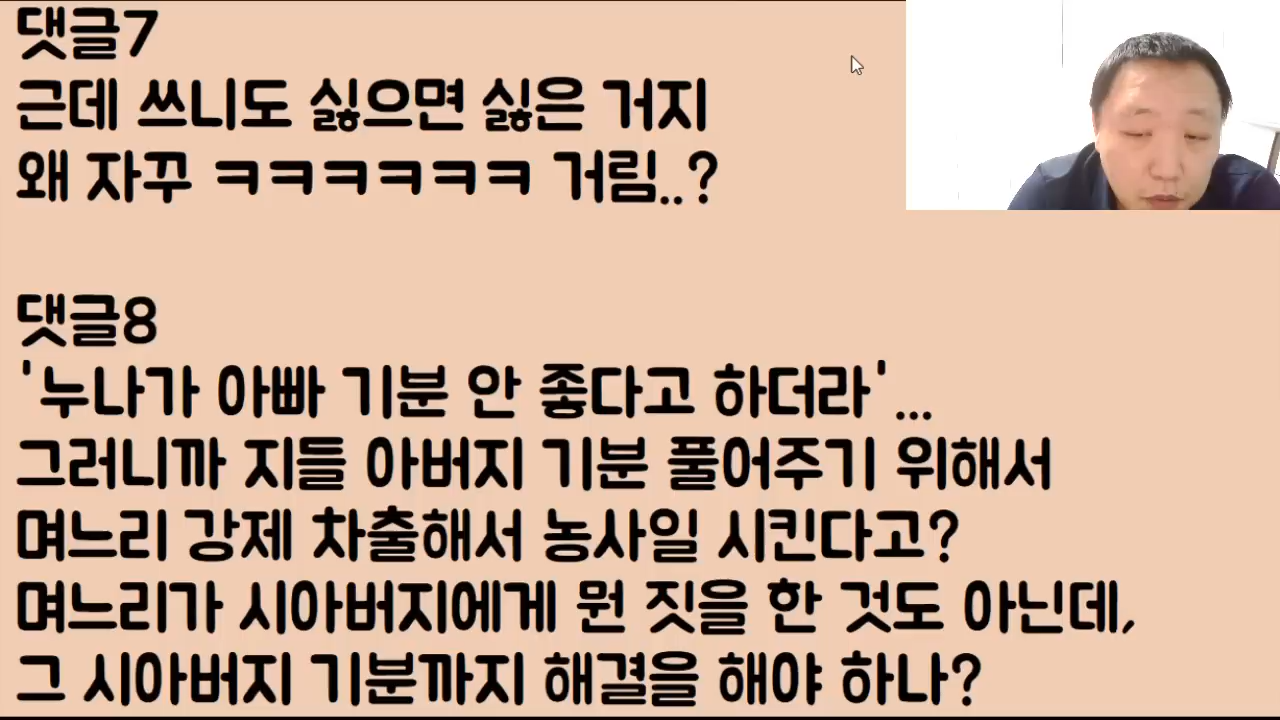 댓글7
근데 쓰니도 싫으면 싫은 거지
왜 자꾸 ㅋㅋㅋㅋㅋㅋ 거림..?
댓글8
'누나가 아빠 기분 안 좋다고 하더라'...
그러니까 지들 아버지 기분 풀어주기 위해서
며느리 강제 차출해서 농사일 시킨다고?
며느리가 시아버지에게 뭔 짓을 한 것도 아닌데,
그 시아버지 기분까지 해결을 해야 하나?